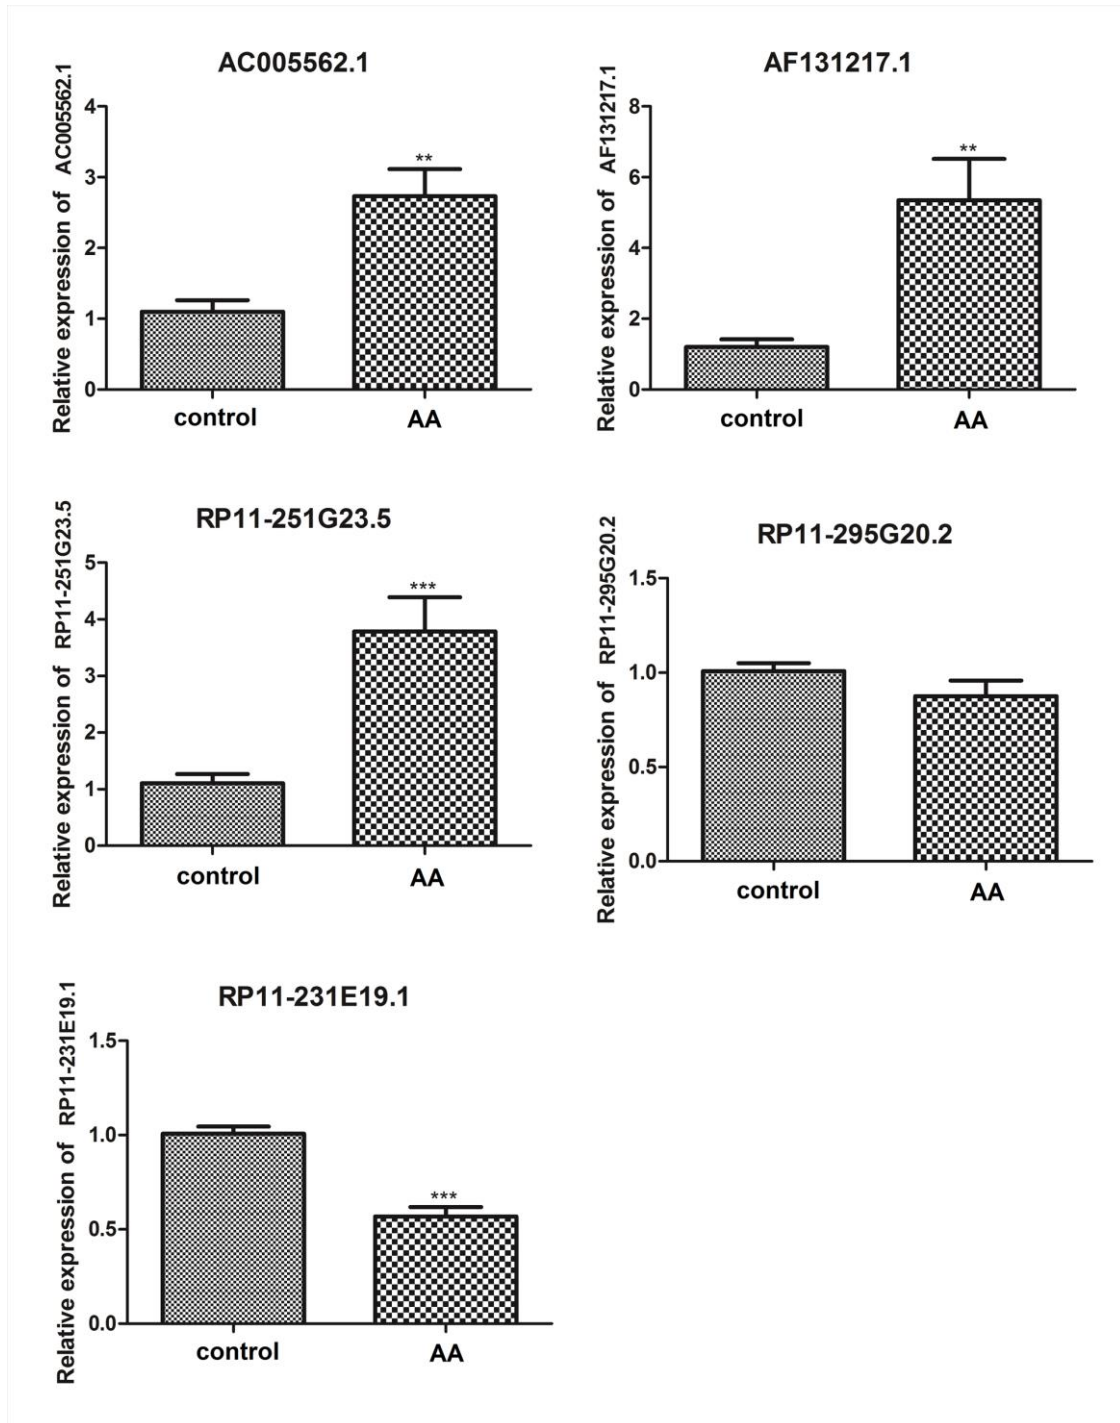 AC005562.1
Relative expression of AC005562.1
4
3
2
1
0
**
control
AA
AF131217.1
Relative expression of AF131217.1
8
6
4
2
0
**
control
AA
RP11-251G23.5
Relative expression of RP11-251G23.5
5
4
3
2
1
0
***
control
AA
RP11-295G20.2
Relative expression of RP11-295G20.2
1.5
1.0
0.5
0.0
control
AA
RP11-231E19.1
Relative expression of RP11-231E19.1
1.5
1.0
0.5
0.0
***
control
AA